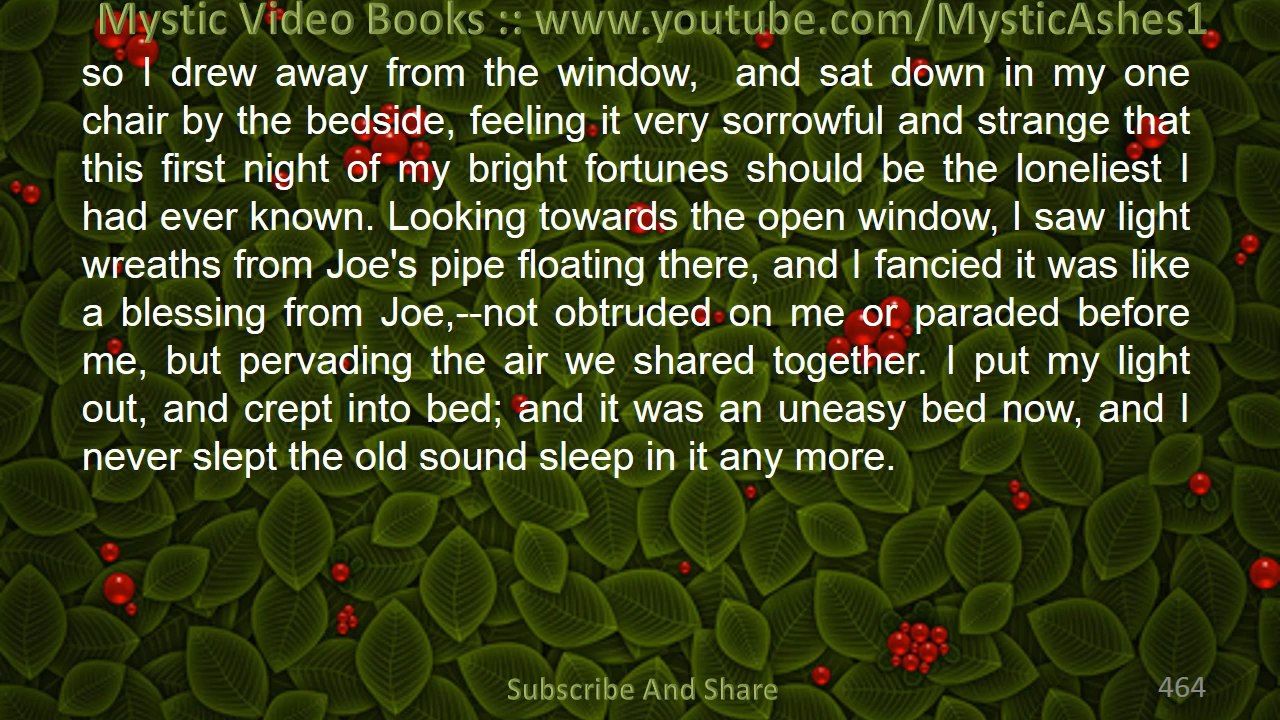 Mystic Video Books :: www.youtube.com/MysticAshes1
so I drew away from the window, and sat down in my one
chair by the bedside, feeling it very sorrowful and strange that
this first night of my bright fortunes should be the loneliest I
had ever known. Looking towards the open window, I saw light
wreaths from Joe's pipe floating there, and I fancied it was like
a blessing from Joe,--not obtruded on me or paraded before
me, but pervading the air we shared together. I put my light
out, and crept into bed; and it was an uneasy bed now, and I
never slept the old sound sleep in it any more.
Subscribe And Share
464